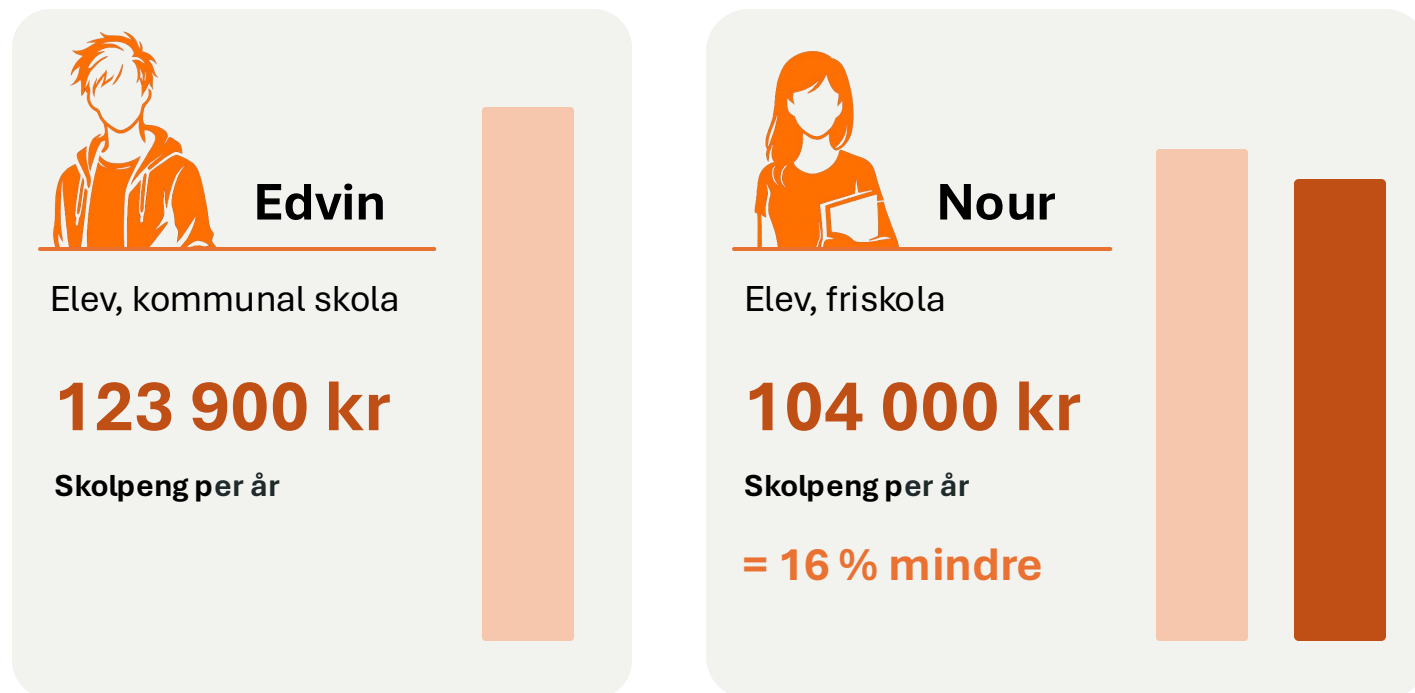 Edvin
Elev, kommunal skola
123 900 kr
Skolpeng per år
Nour
Elev, friskola
104 000 kr
Skolpeng per år
= 16 % mindre